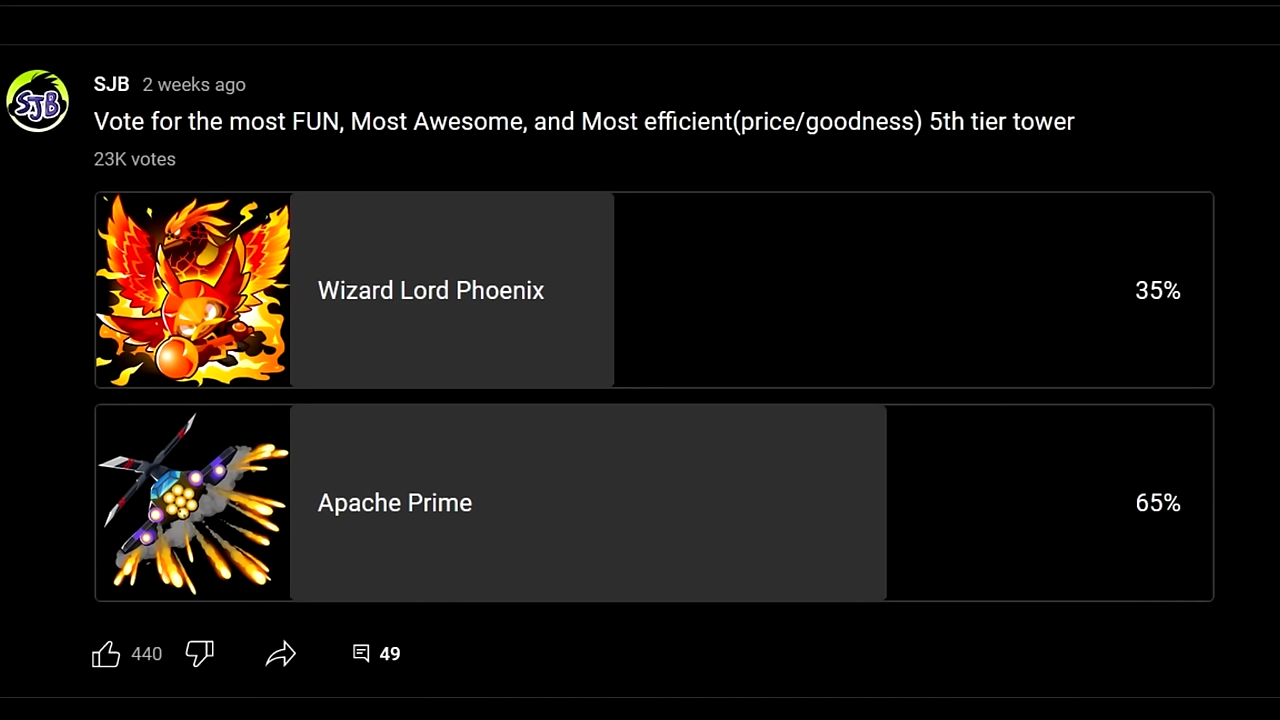 SJB 2 weeks ago
SJB
Vote for the most FUN, Most Awesome, and Most efficient(price/goodness) 5th tier tower
23K votes
Wizard Lord Phoenix 35%
Apache Prime 65%
440 49